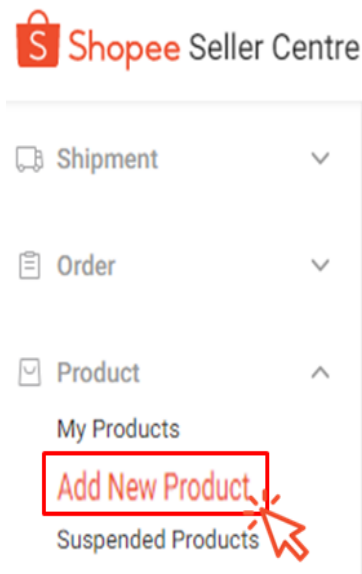 Shopee Seller Centre
Shipment
Order
Product
My Products
Add New Product
Suspended Products